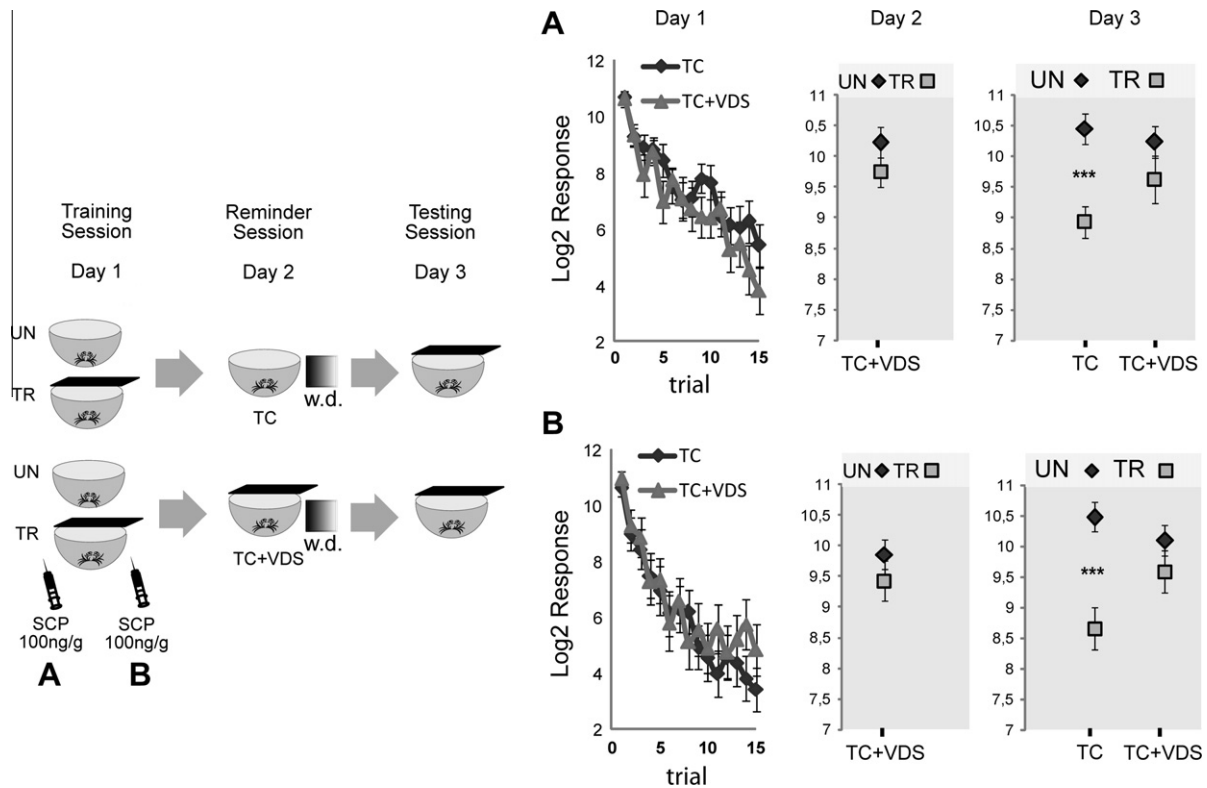 Training
Session
Day 1
Reminder
Session
Day 2
Testing
Session
Day 3
UN
TR
TC
w.d.
UN
TR
TC+VDS
w.d.
SCP
100ng/g
SCP
100ng/g
A
B
A
Day 1
Day 2
Day 3
12
10
8
6
4
2
Log2 Response
TC
TC+VDS
0
5
10
15
trial
UN TR
11
10,5
10
9,5
9
8,5
8
7,5
7
TC+VDS
UN TR
11
10,5
10
9,5
9
8,5
8
7,5
7
***
TC
TC+VDS
B
12
10
8
6
4
2
Log2 Response
TC
TC+VDS
0
5
10
15
trial
UN TR
11
10,5
10
9,5
9
8,5
8
7,5
7
TC+VDS
UN TR
11
10,5
10
9,5
9
8,5
8
7,5
7
***
TC
TC+VDS